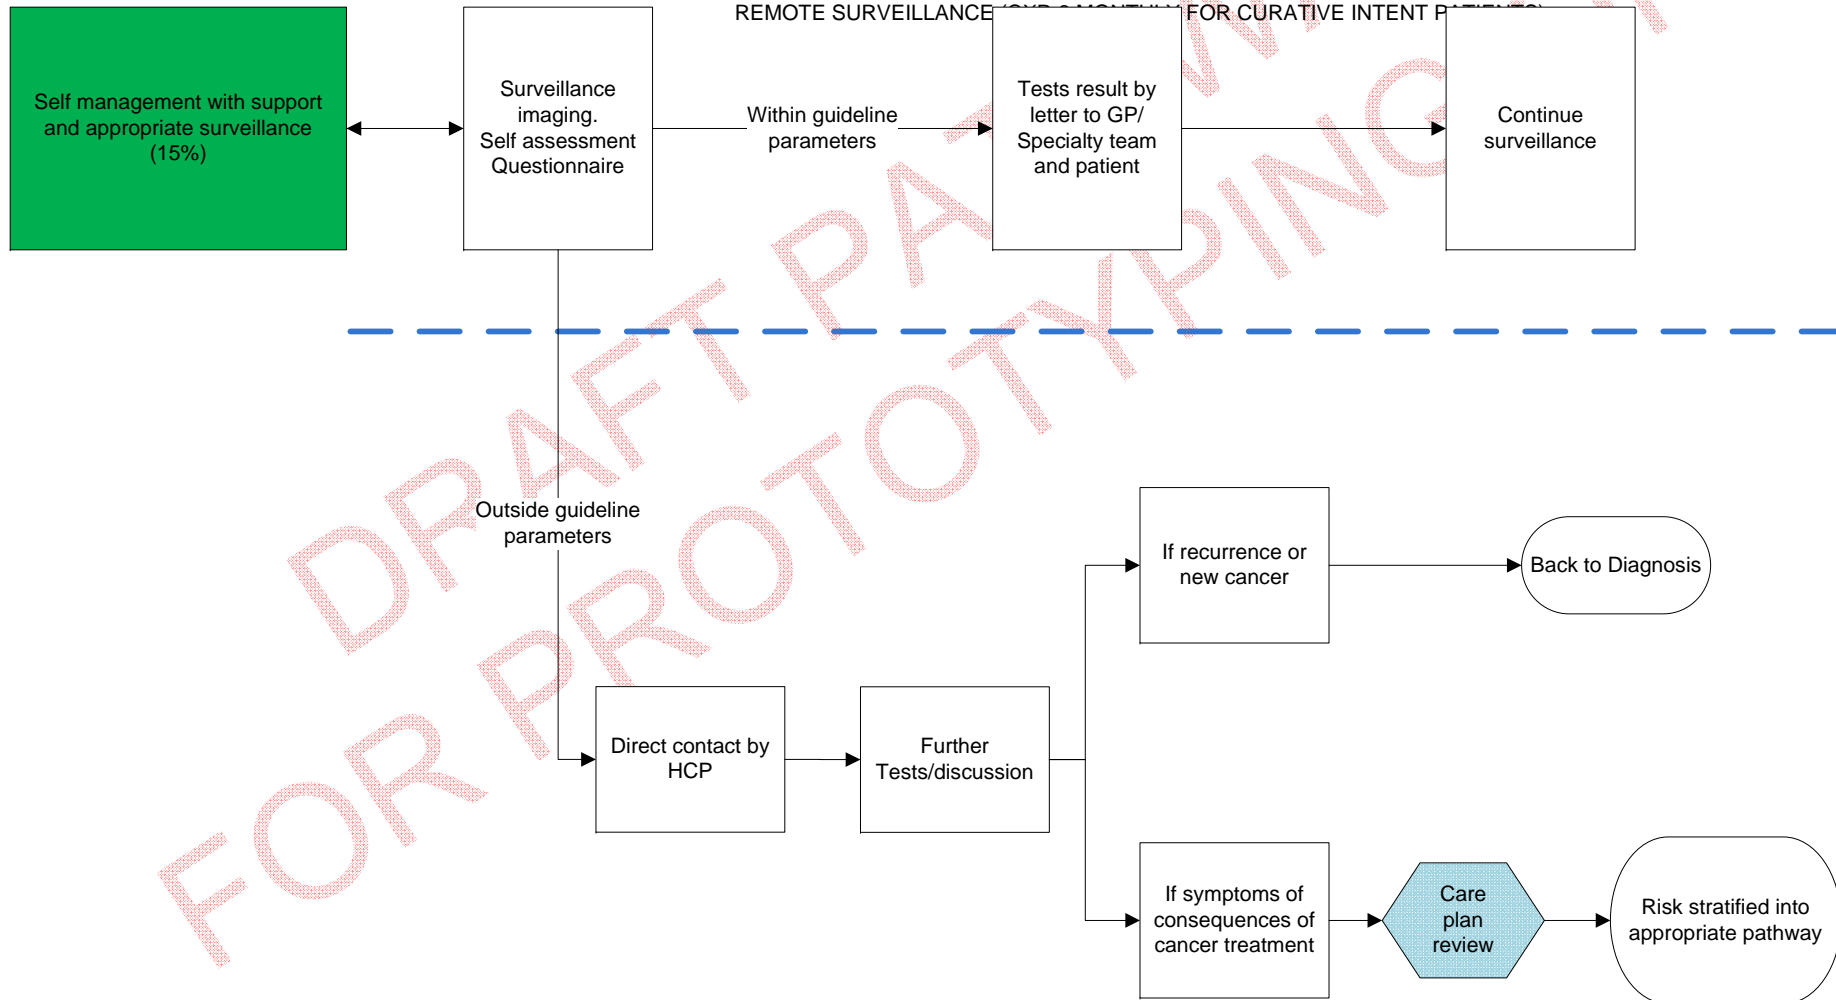 REMOTE SURVEILLANCE MONTHLY FOR CURATIVE INTENT
Self management with support
and appropriate surveillance
(15%)
Surveillance
imaging.
Self assessment
Questionnaire
Within guideline
parameters
Tests result by
letter to GP/
Specialty team
and patient
Continue
surveillance
Outside guideline
parameters
If recurrence or
new cancer
Back to Diagnosis
Direct contact by
HCP
Further
Tests/discussion
If symptoms of
consequences of
cancer treatment
Care
plan
review
Risk stratified into
appropriate pathway
DRAFT
FOR PROTOTYPING